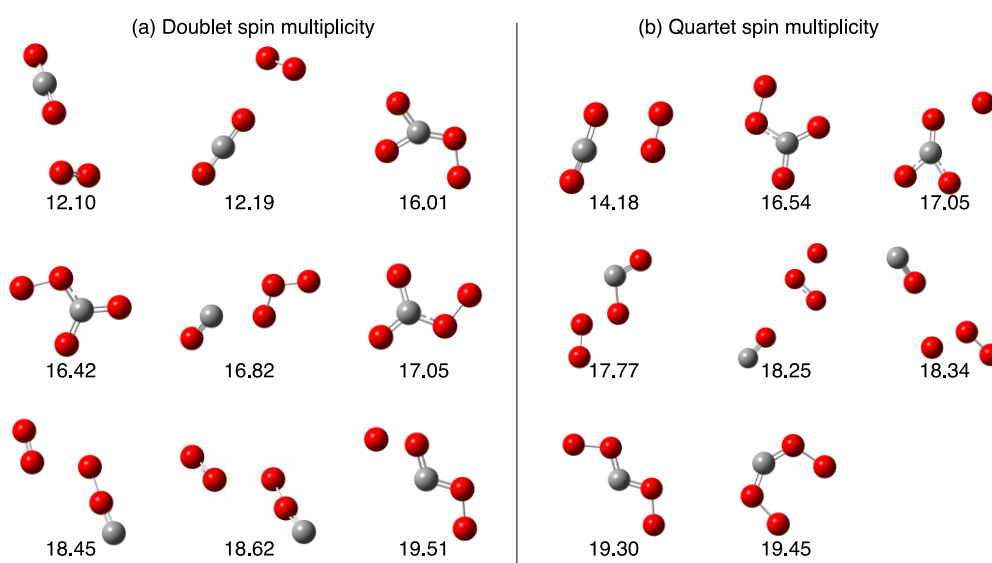 (a) Doublet spin multiplicity
12.10 12.19 16.01
16.42 16.82 17.05
18.45 18.62 19.51
(b) Quartet spin multiplicity
14.18 16.54 17.05
17.77 18.25 18.34
19.30 19.45